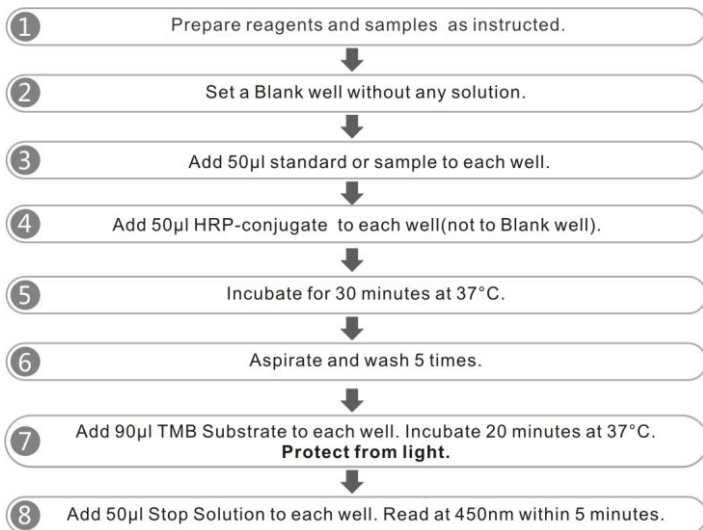 1 Prepare reagents and samples as instructed.
2 Set a Blank well without any solution.
3 Add 50µl standard or sample to each well.
4 Add 50µl HRP-conjugate to each well(not to Blank well).
5 Incubate for 30 minutes at 37°C.
6 Aspirate and wash 5 times.
7 Add 90µl TMB Substrate to each well. Incubate 20 minutes at 37°C.
Protect from light.
8 Add 50µl Stop Solution to each well. Read at 450nm within 5 minutes.